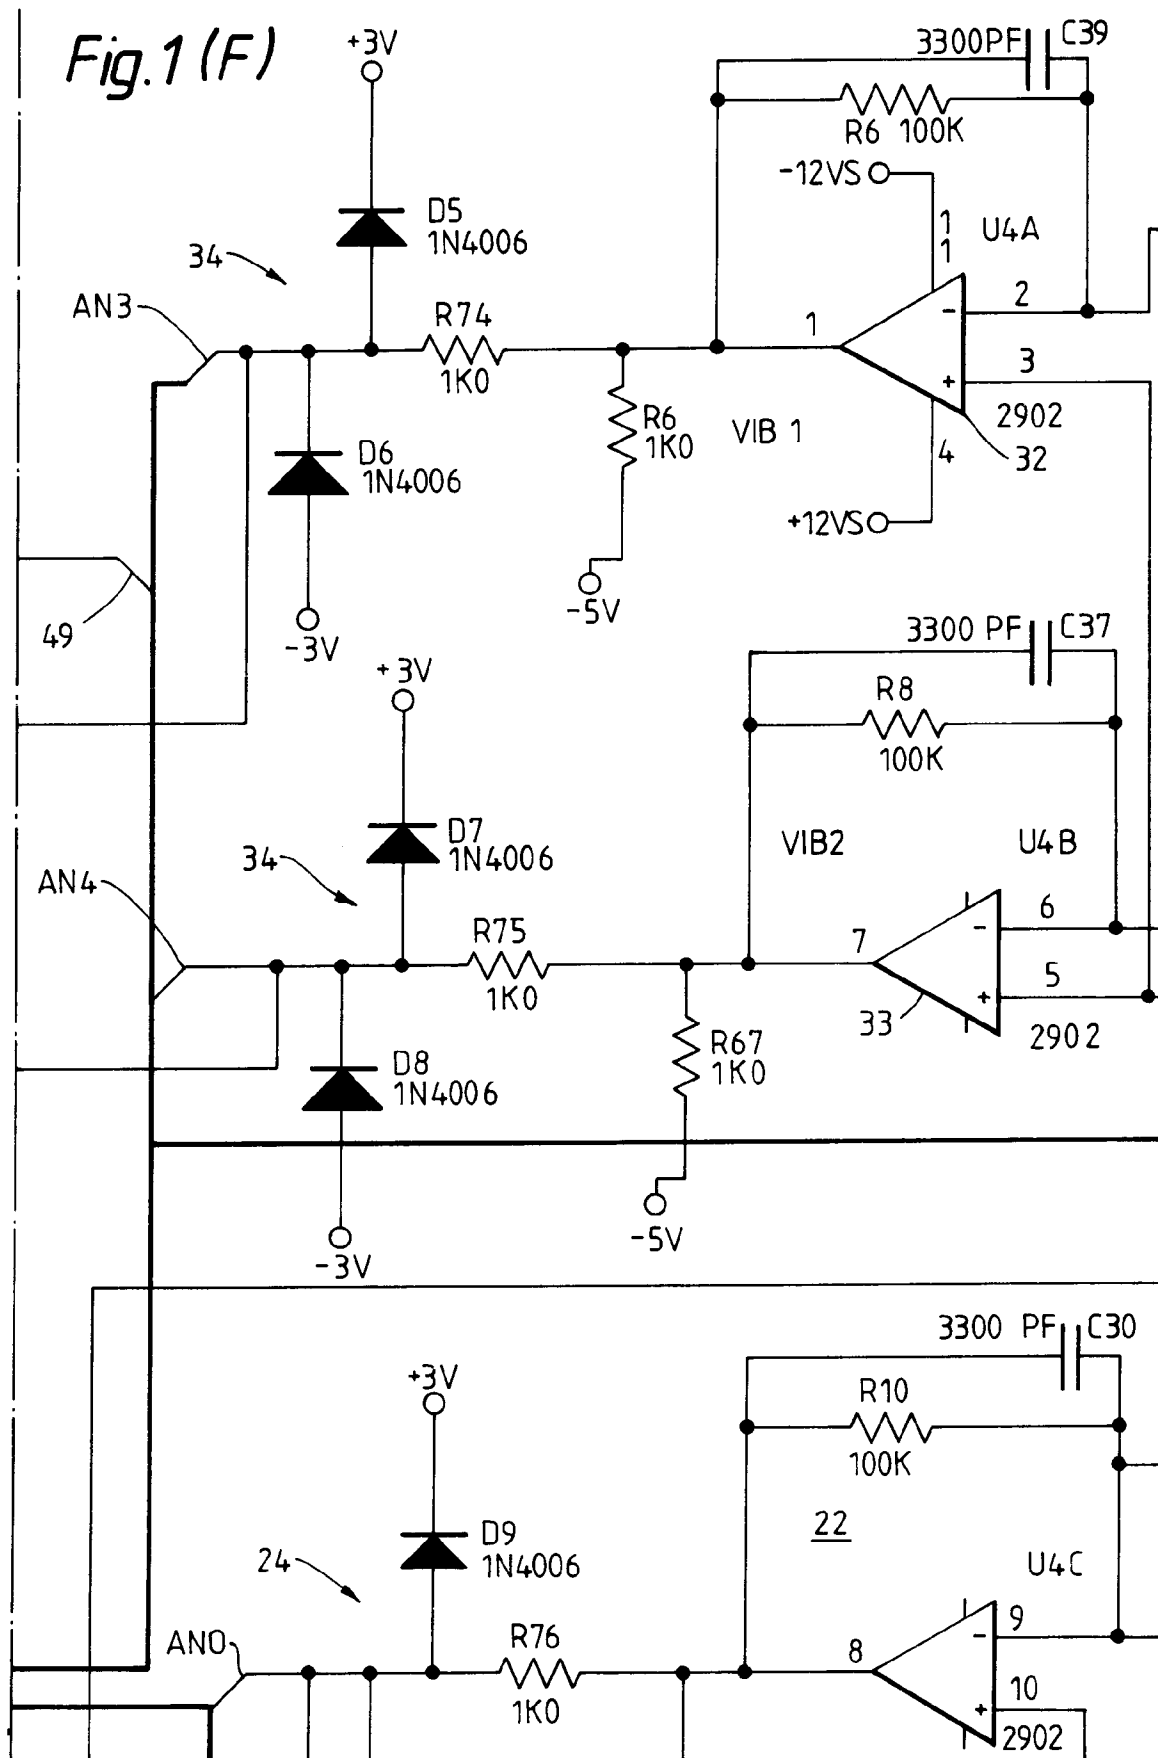 Fig.1 (F)
+3V
3300PF C39
R6 100K
-12VS
D5
1N4006
1
1
U4A
34
AN3
R74
1K0
1
2
-
3
+
2902
R6
1K0
VIB 1
4
32
D6
1N4006
+12VS
-5V
49
-3V
3300 PF C37
+3V
R8
100K
D7
1N4006
VIB2
U4B
34
AN4
R75
1K0
7
6
-
5
+
33
2902
R67
1K0
D8
1N4006
-5V
-3V
3300 PF C30
+3V
R10
100K
22
D9
1N4006
24
U4C
AN0
R76
1K0
8
9
-
10
+
2902